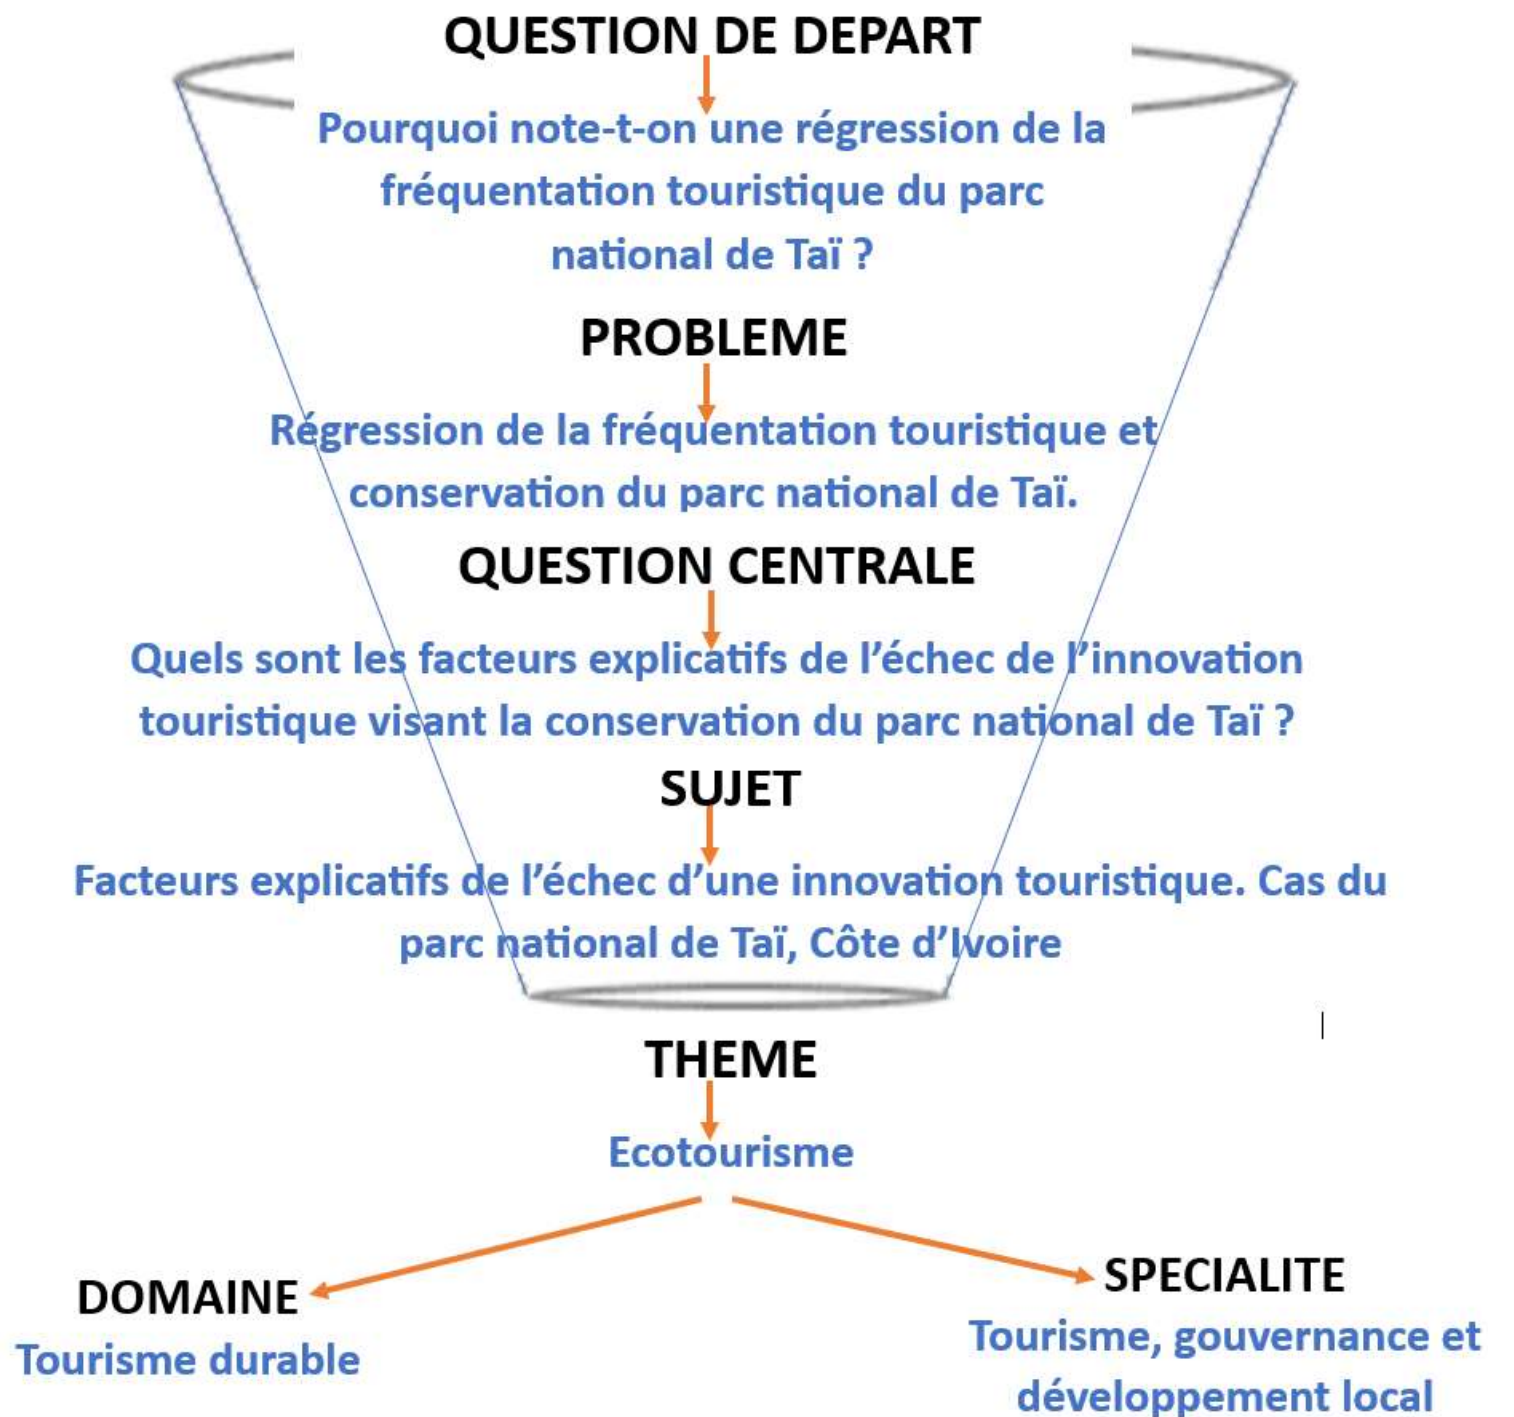 QUESTION DE DEPART
Pourquoi note-t-on une régression de la
fréquentation touristique du parc
national de Taï ?
PROBLEME
Régression de la fréquentation touristique et
conservation du parc national de Taï.
QUESTION CENTRALE
Quels sont les facteurs explicatifs de l’échec de l’innovation
touristique visant la conservation du parc national de Taï ?
SUJET
Facteurs explicatifs de l’échec d’une innovation touristique. Cas du
parc national de Taï, Côte d’Ivoire
THEME
Ecotourisme
DOMAINE
Tourisme durable
SPECIALITE
Tourisme, gouvernance et
développement local